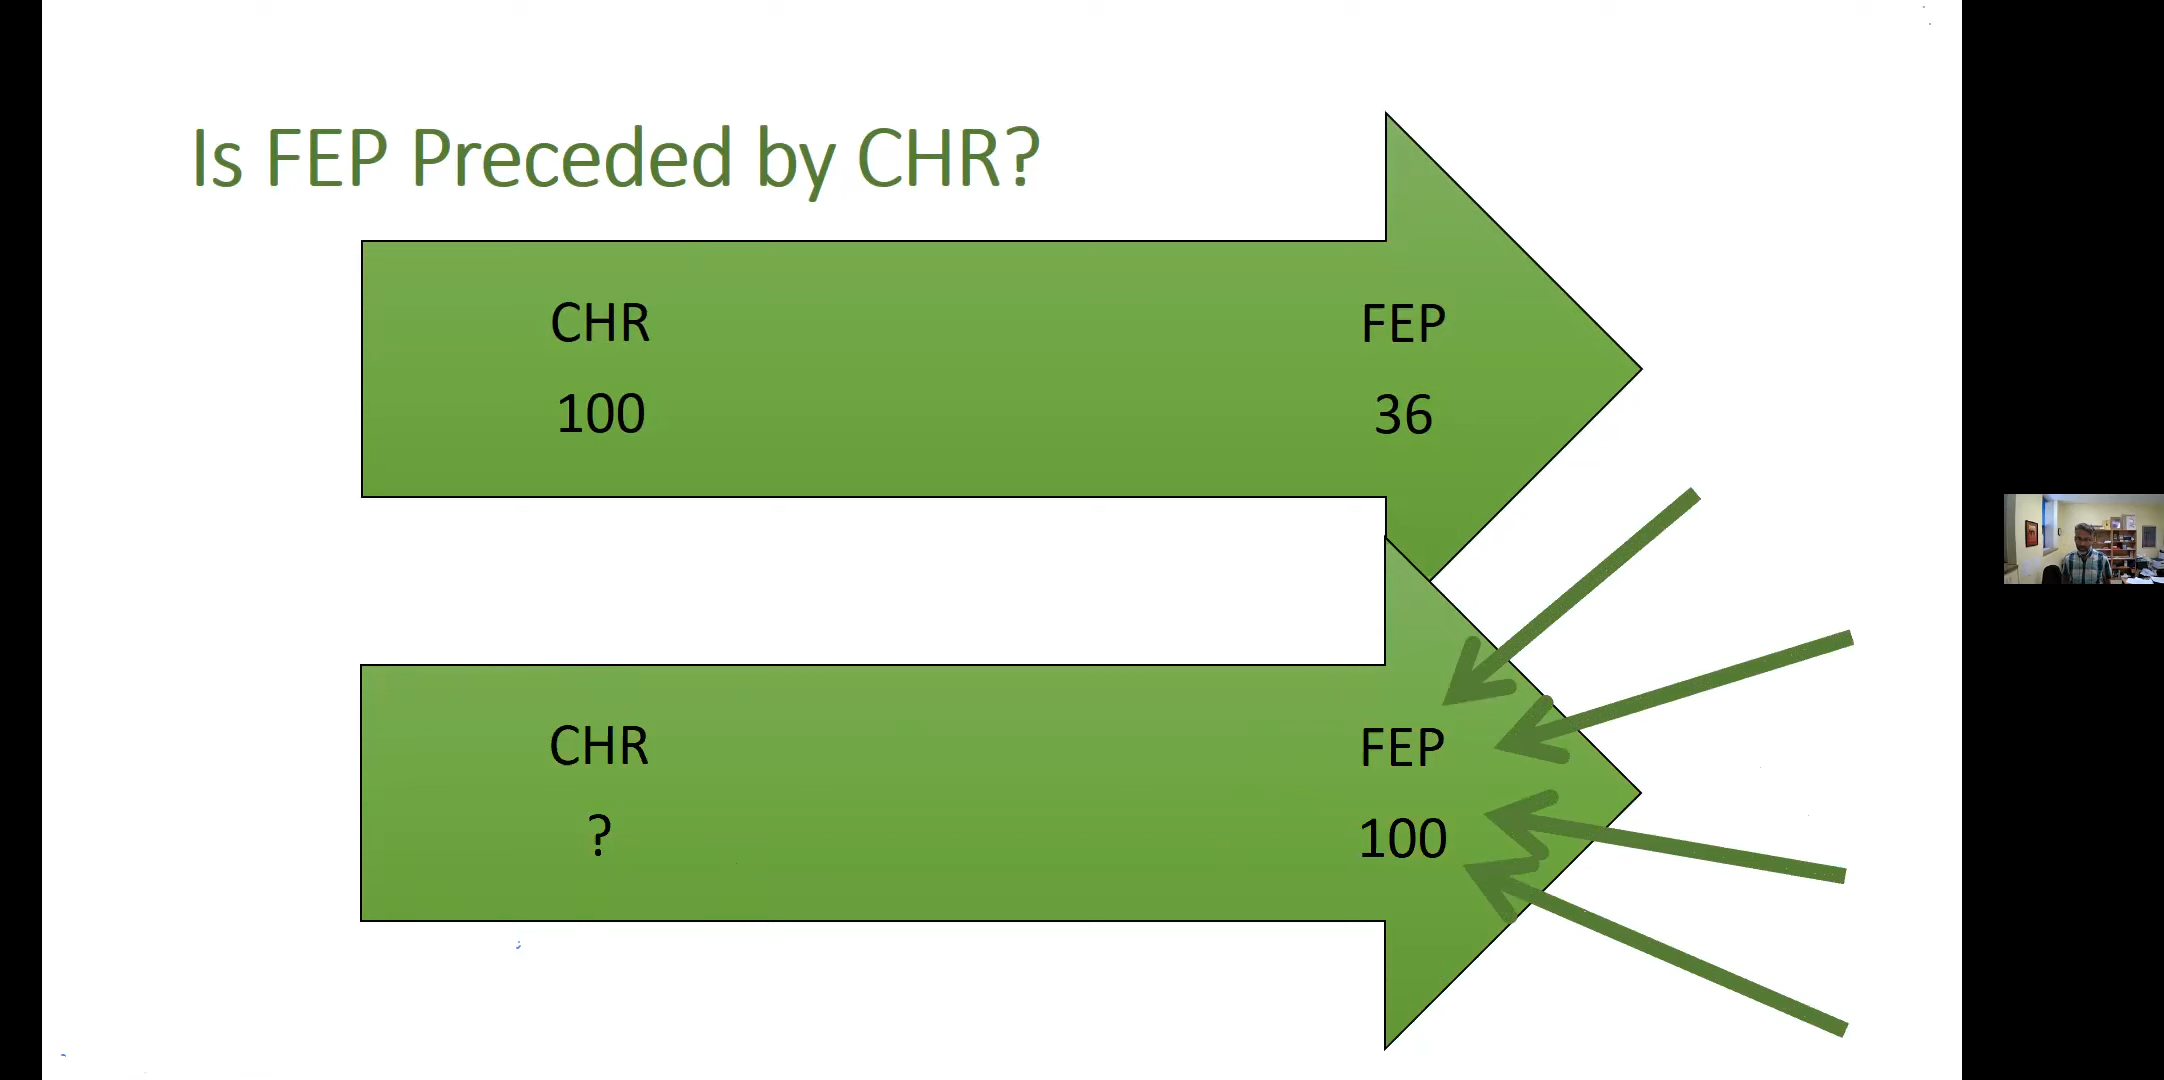 Is FEP Preceded by CHR?
CHR
FEP
100
36
CHR
FEP
?
100